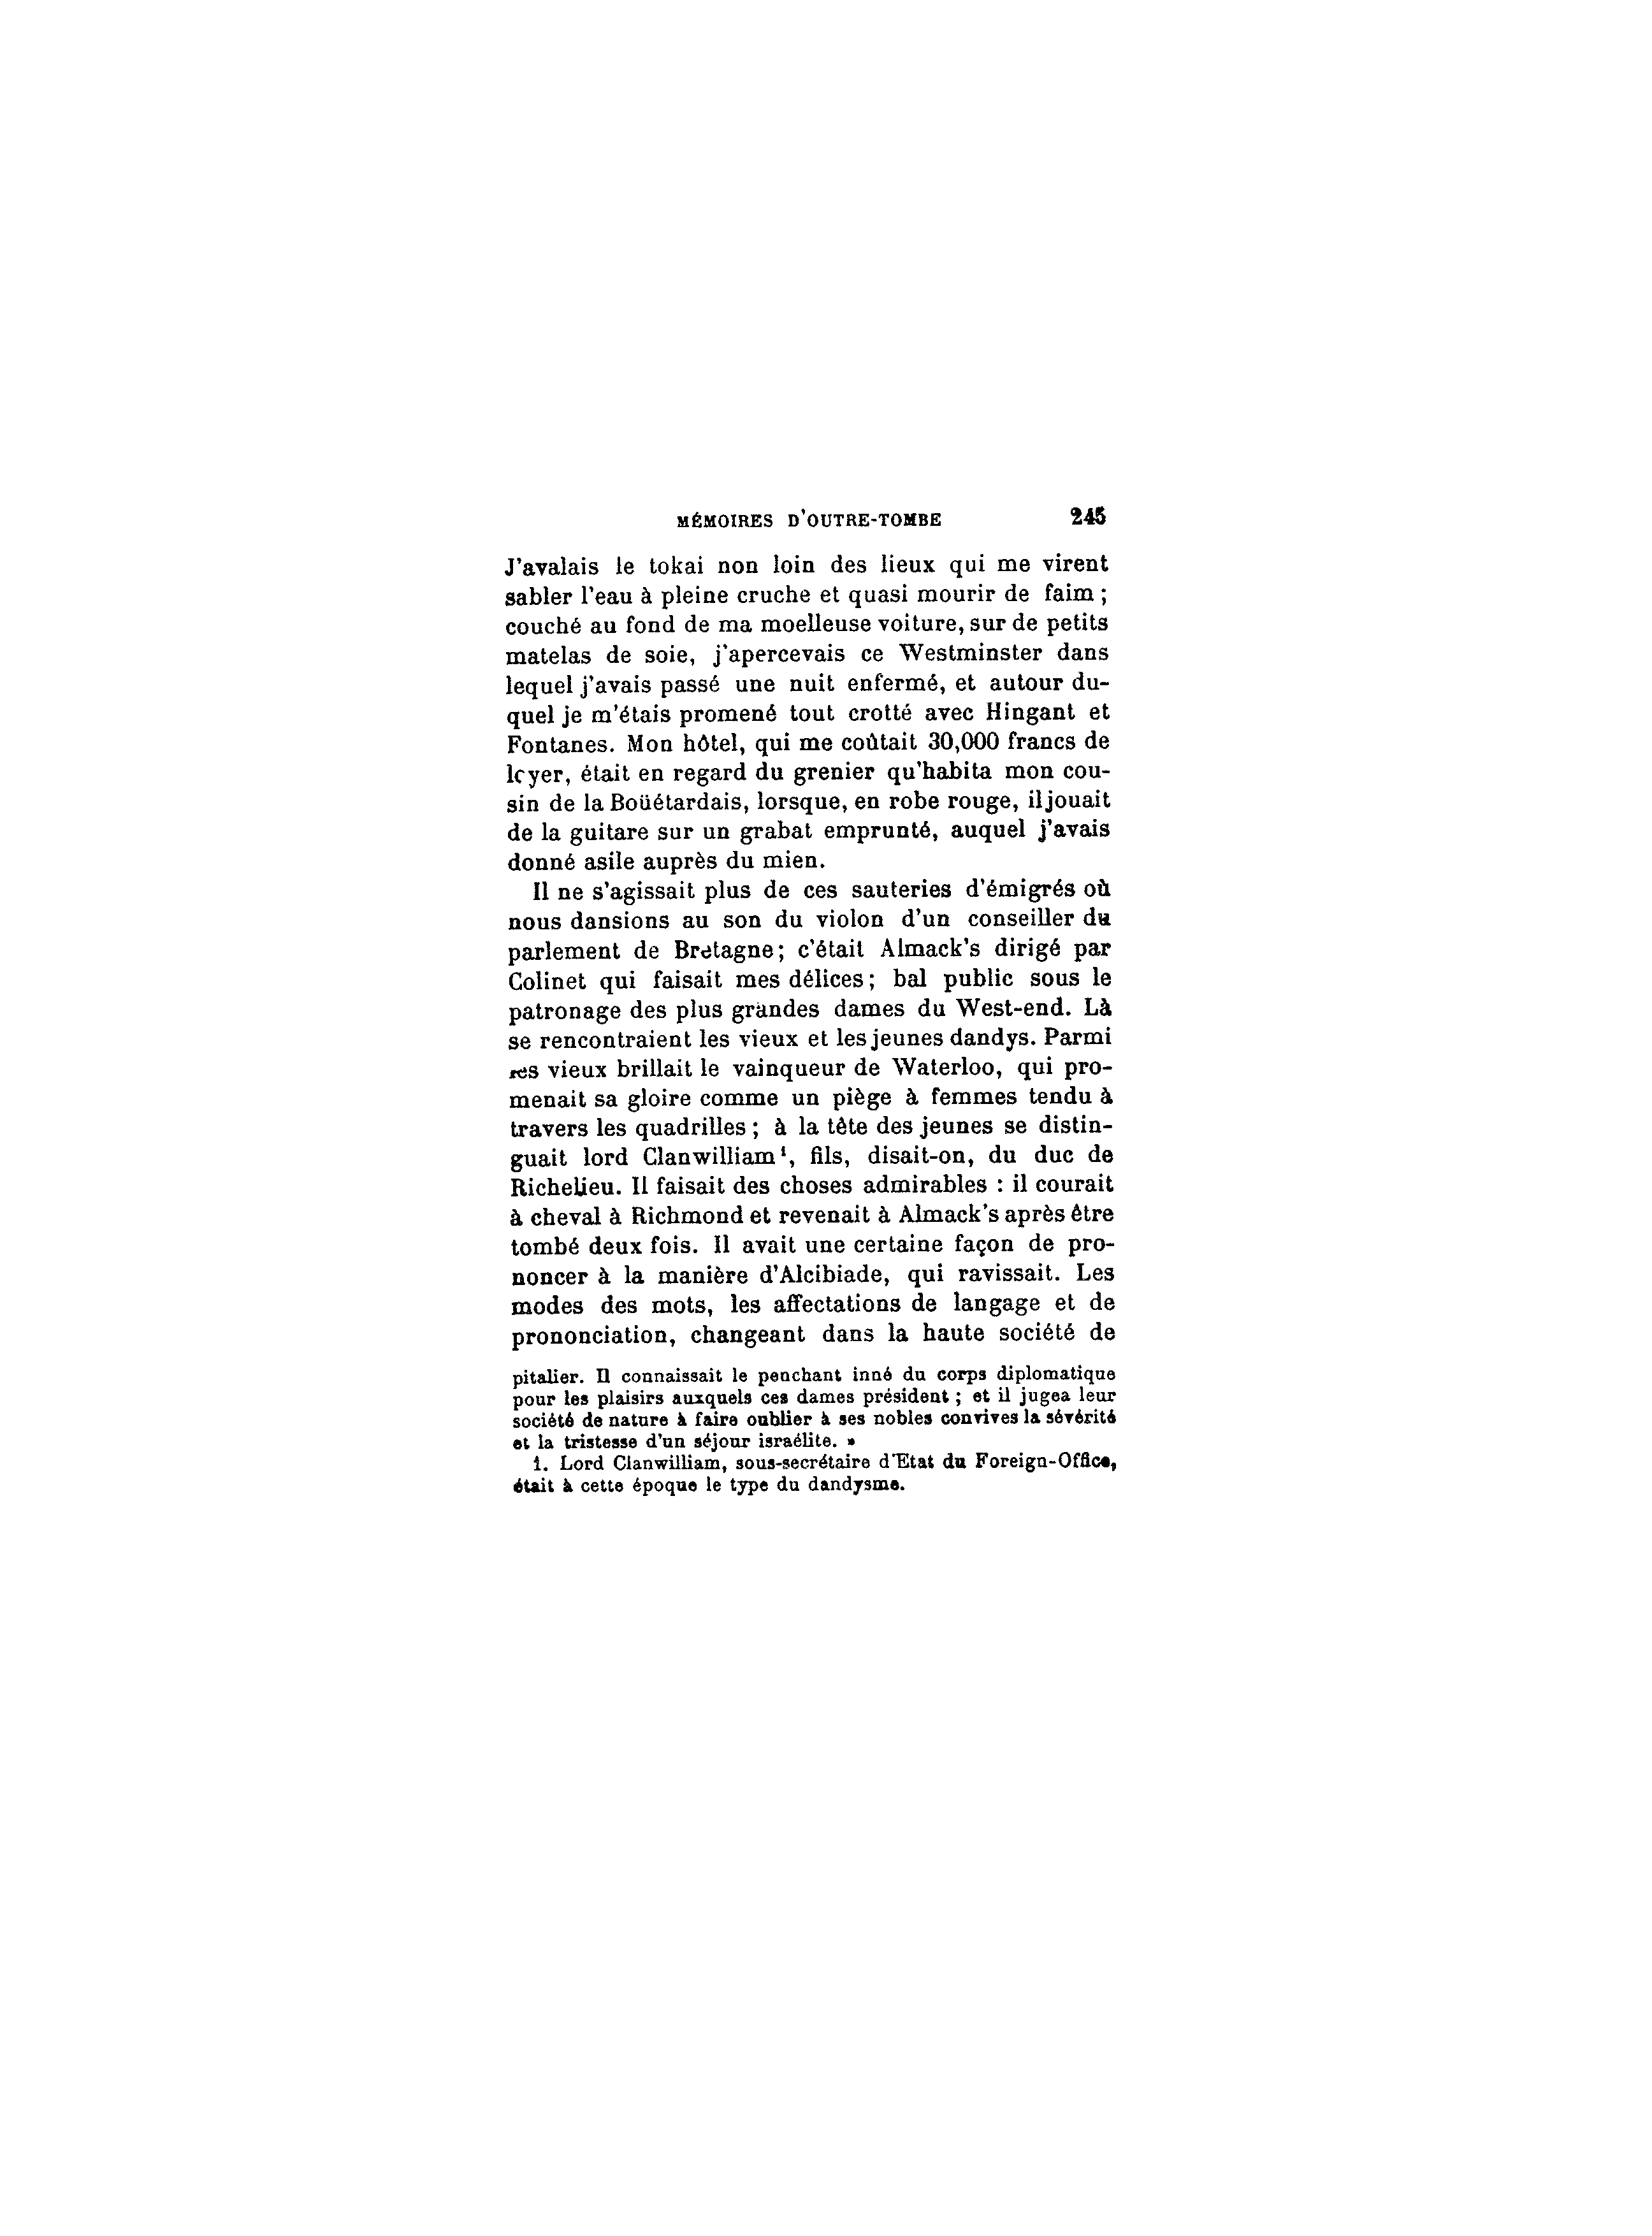 MÉMOIRES D'OUTRE-TOMBE 245
J'avalais le tokai non loin des lieux qui me virent
sabler l'eau à pleine cruche et quasi mourir de faim ;
couché au fond de ma moelleuse voiture, sur de petits
matelas de soie, j'apercevais ce Westminster dans
lequel j'avais passé une nuit enfermé, et autour du-
quel je m'étais promené tout crotté avec Hingant et
Fontanes. Mon hôtel, qui me coûtait 30,000 francs de
loyer, était en regard du grenier qu'habita mon cou-
sin de la Boüétardais, lorsque, en robe rouge, il jouait
de la guitare sur un grabat emprunté, auquel j'avais
donné asile auprès du mien.
Il ne s'agissait plus de ces sauteries d'émigrés où
nous dansions au son du violon d'un conseiller du
parlement de Bretagne; c'était Almack's dirigé par
Colinet qui faisait mes délices; bal public sous le
patronage des plus grandes dames du West-end. Là
se rencontraient les vieux et les jeunes dandys. Parmi
les vieux brillait le vainqueur de Waterloo, qui pro-
menait sa gloire comme un piège à femmes tendu à
travers les quadrilles ; à la tête des jeunes se distin-
guait lord Clanwilliam¹, fils, disait-on, du duc de
Richelieu. Il faisait des choses admirables : il courait
à cheval à Richmond et revenait à Almack's après être
tombé deux fois. Il avait une certaine façon de pro-
noncer à la manière d'Alcibiade, qui ravissait. Les
modes des mots, les affectations de langage et de
prononciation, changeant dans la haute société de
pitalier. Il connaissait le penchant inné du corps diplomatique
pour les plaisirs auxquels ces dames président ; et il jugea leur
société de nature à faire oublier à ses nobles convives la sévérité
et la tristesse d'un séjour israélite. »
1. Lord Clanwilliam, sous-secrétaire d'Etat du Foreign-Office,
était à cette époque le type du dandysme.